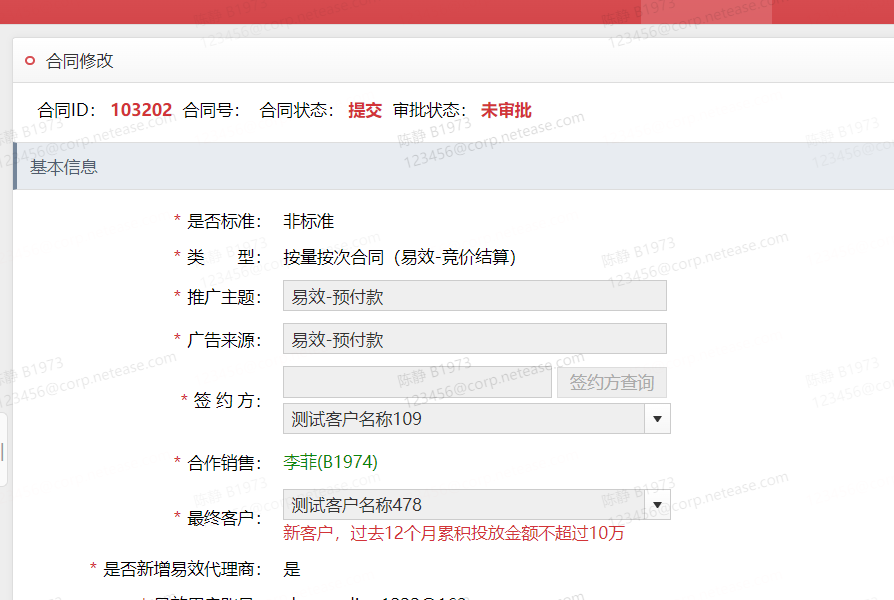 合同修改
合同ID： 103202 合同号： 合同状态： 提交 审批状态： 未审批
基本信息
* 是否标准： 非标准
* 类 型： 按量按次合同（易效-竞价结算）
* 推广主题： 易效-预付款
* 广告来源： 易效-预付款
签约方查询
* 签 约 方：
测试客户名称109
* 合作销售： 李菲(B1974)
测试客户名称478
* 最终客户：
新客户，过去12个月累积投放金额不超过10万
* 是否新增易效代理商： 是
陈静 B1973
123456@corp.netease.com